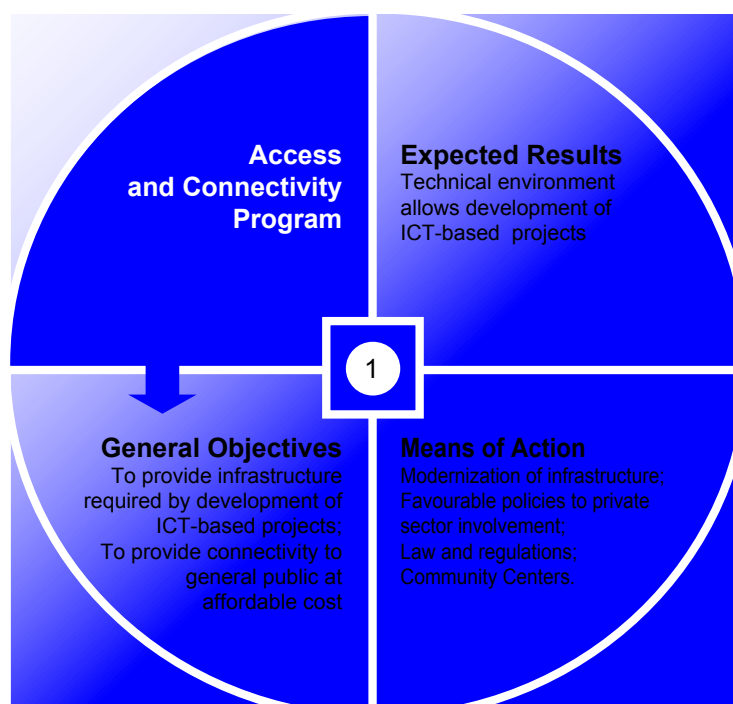 Access
and Connectivity
Program
Expected Results
Technical environment
allows development of
ICT-based projects
1
General Objectives
To provide infrastructure
required by development of
ICT-based projects;
To provide connectivity to
general public at
affordable cost
Means of Action
Modernization of infrastructure;
Favourable policies to private
sector involvement;
Law and regulations;
Community Centers.